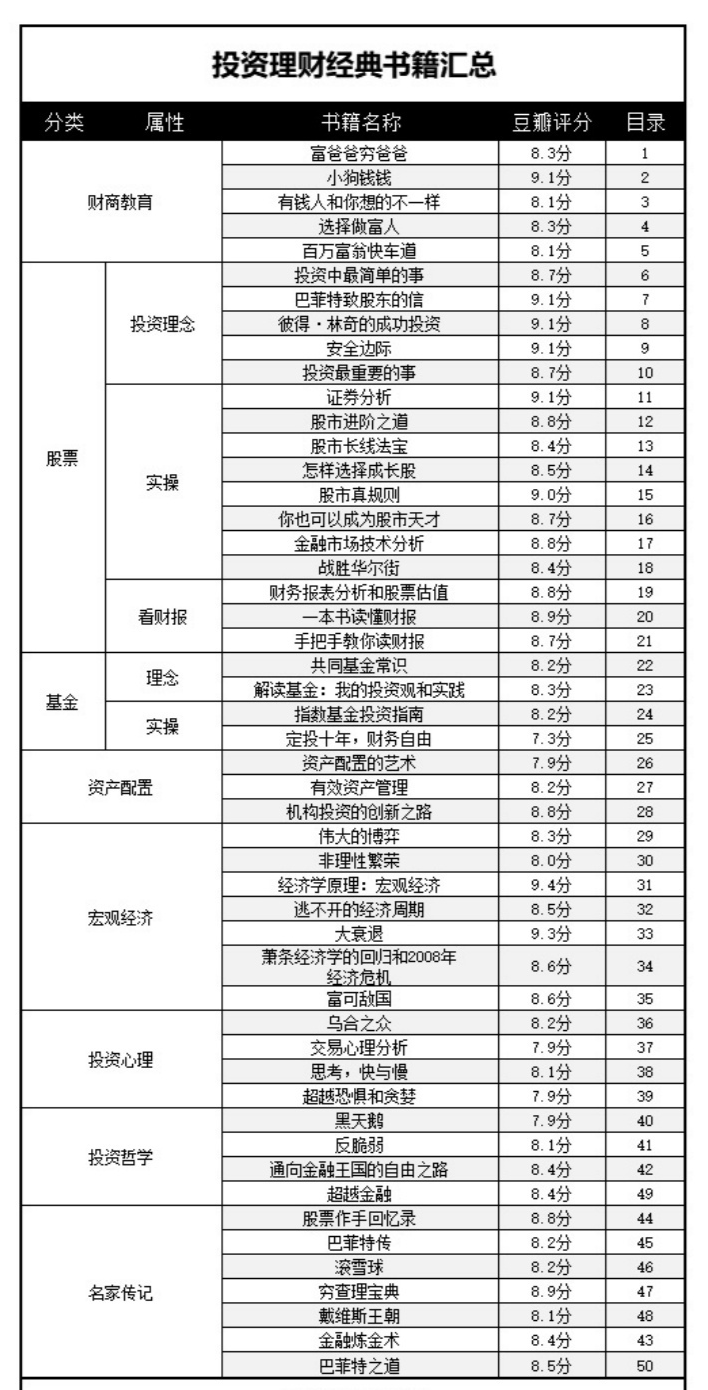 投资理财经典书籍汇总
分类 属性 书籍名称 豆瓣评分 目录
财商教育
富爸爸穷爸爸 8.3分 1
小狗钱钱 9.1分 2
有钱人和你想的不一样 8.1分 3
选择做富人 8.3分 4
百万富翁快车道 8.1分 5
股票
投资理念
投资中最简单的事 8.7分 6
巴菲特致股东的信 9.1分 7
彼得·林奇的成功投资 9.1分 8
安全边际 9.1分 9
投资最重要的事 8.7分 10
实操
证券分析 9.1分 11
股市进阶之道 8.8分 12
股市长线法宝 8.4分 13
怎样选择成长股 8.5分 14
股市真规则 9.0分 15
你也可以成为股市天才 8.7分 16
金融市场技术分析 8.8分 17
战胜华尔街 8.4分 18
看财报
财务报表分析和股票估值 8.8分 19
一本书读懂财报 8.9分 20
手把手教你读财报 8.7分 21
基金
理念
共同基金常识 8.2分 22
解读基金：我的投资观和实践 8.3分 23
实操
指数基金投资指南 8.2分 24
定投十年，财务自由 7.3分 25
资产配置
资产配置的艺术 7.9分 26
有效资产管理 8.2分 27
机构投资的创新之路 8.8分 28
宏观经济
伟大的博弈 8.3分 29
非理性繁荣 8.0分 30
经济学原理：宏观经济 9.4分 31
逃不开的经济周期 8.5分 32
大衰退 9.3分 33
萧条经济学的回归和2008年
经济危机 8.6分 34
富可敌国 8.6分 35
投资心理
乌合之众 8.2分 36
交易心理分析 7.9分 37
思考，快与慢 8.1分 38
超越恐惧和贪婪 7.9分 39
投资哲学
黑天鹅 7.9分 40
反脆弱 8.1分 41
通向金融王国的自由之路 8.4分 42
超越金融 8.4分 49
名家传记
股票作手回忆录 8.8分 44
巴菲特传 8.2分 45
滚雪球 8.2分 46
穷查理宝典 8.9分 47
戴维斯王朝 8.1分 48
金融炼金术 8.4分 43
巴菲特之道 8.5分 50